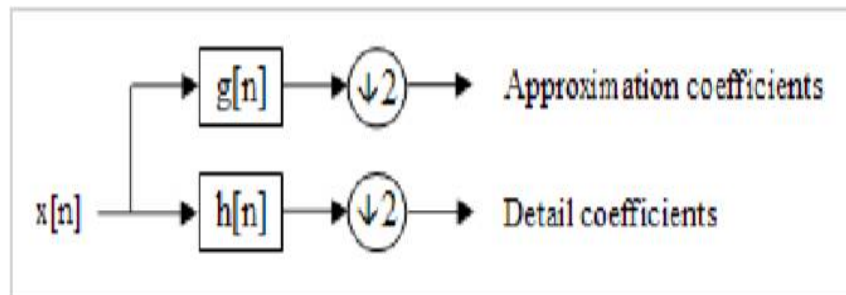 g[n] ↓2 Approximation coefficients
x[n]
h[n] ↓2 Detail coefficients